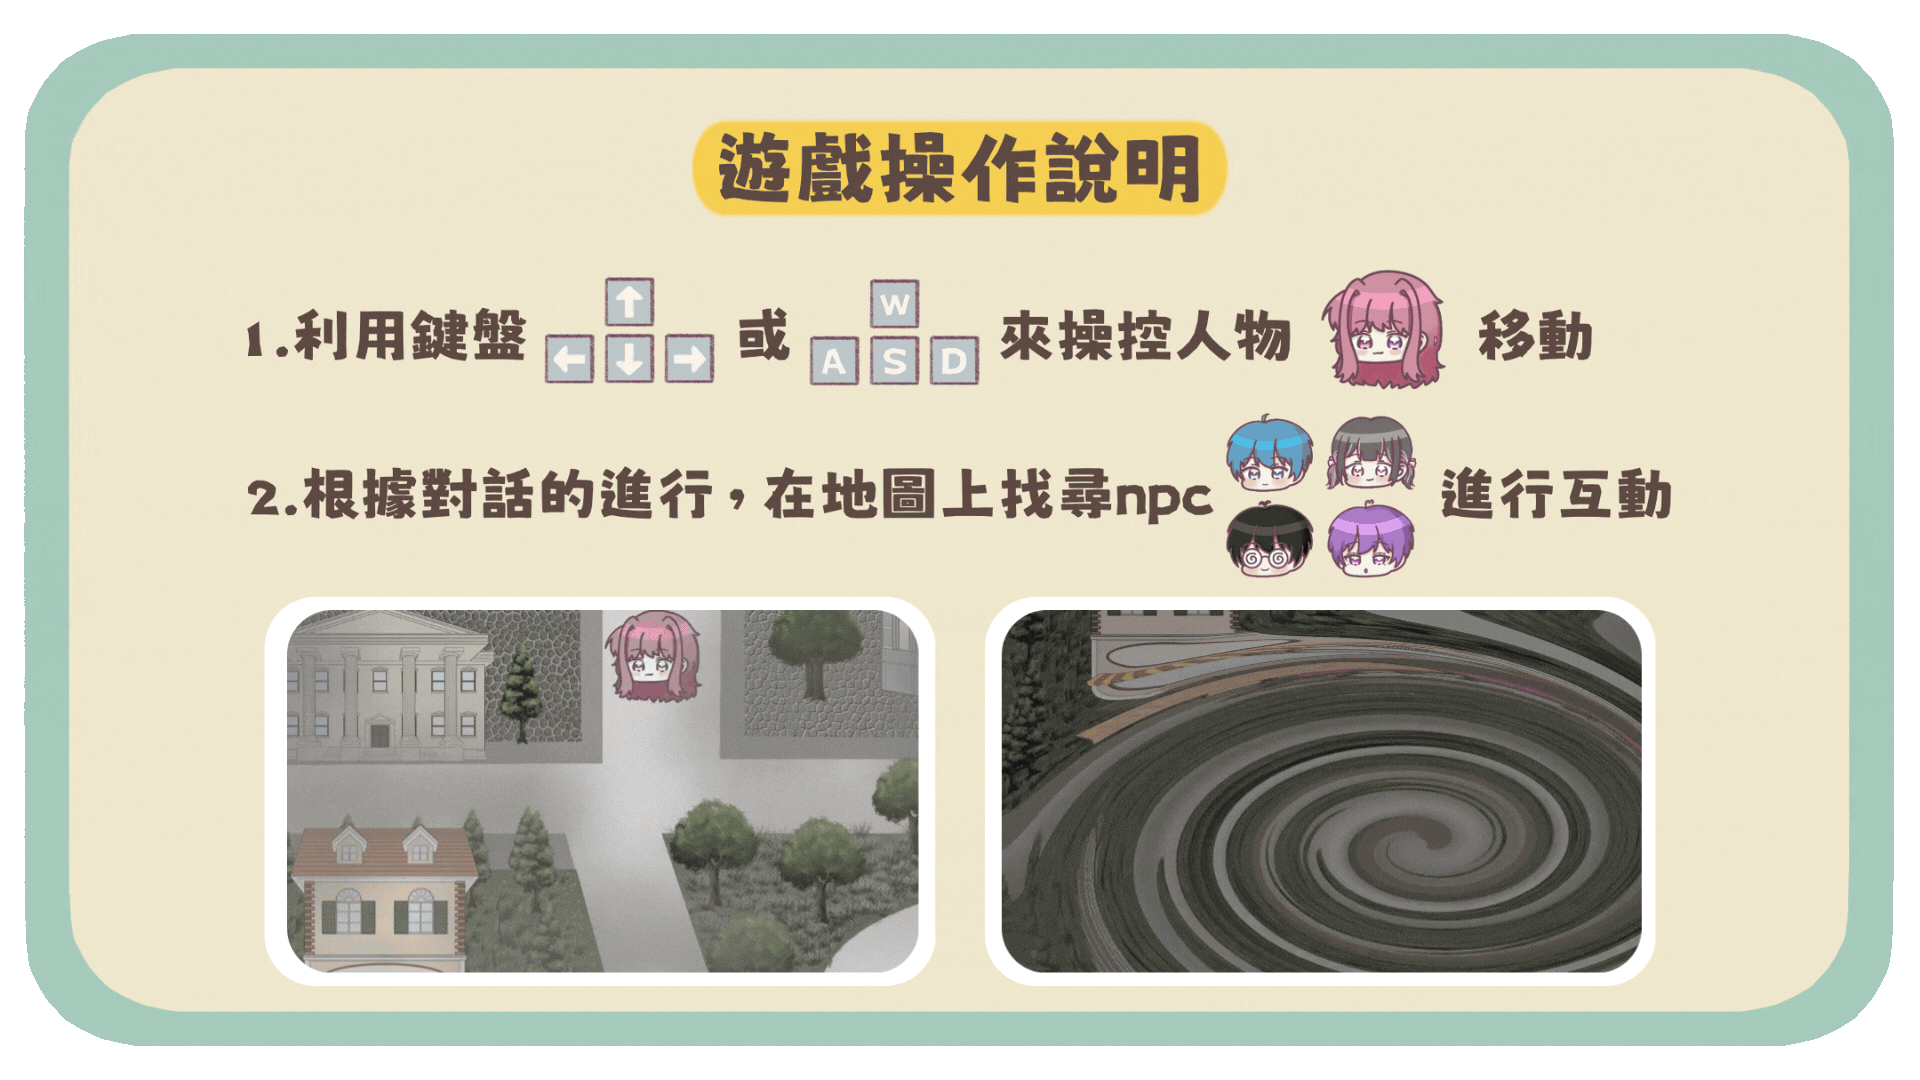 遊戲操作說明
1.利用鍵盤 ↑ ← ↓ → 或 W A S D 來操控人物 移動
2.根據對話的進行，在地圖上找尋npc 進行互動